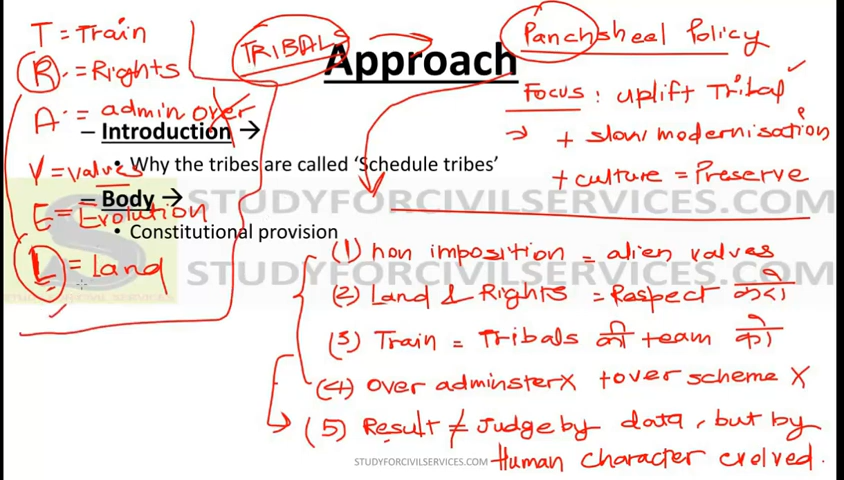 T = Train
R = Rights
A = admin over
V = values
E = Evolution
L = Land
TRIBALS
Approach
– Introduction →
• Why the tribes are called ‘Schedule tribes’
– Body →
• Constitutional provision
Panchsheel Policy
Focus : uplift Tribal
+ slow modernisation
+ culture = Preserve
STUDYFORCIVILSERVICES.COM
STUDYFORCIVILSERVICES.COM
(1) non imposition = alien valves
(2) Land & Rights = Respect करो
(3) Train = Tribals की team को
(4) over adminster X + over scheme X
(5) Result ≠ Judge by data, but by
Human character evolved.
STUDYFORCIVILSERVICES.COM